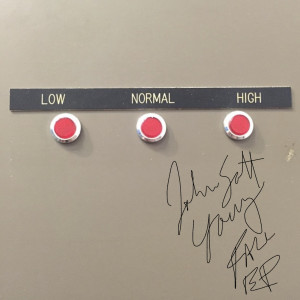 LOW NORMAL HIGH
John Scott
Young
FALL
EP